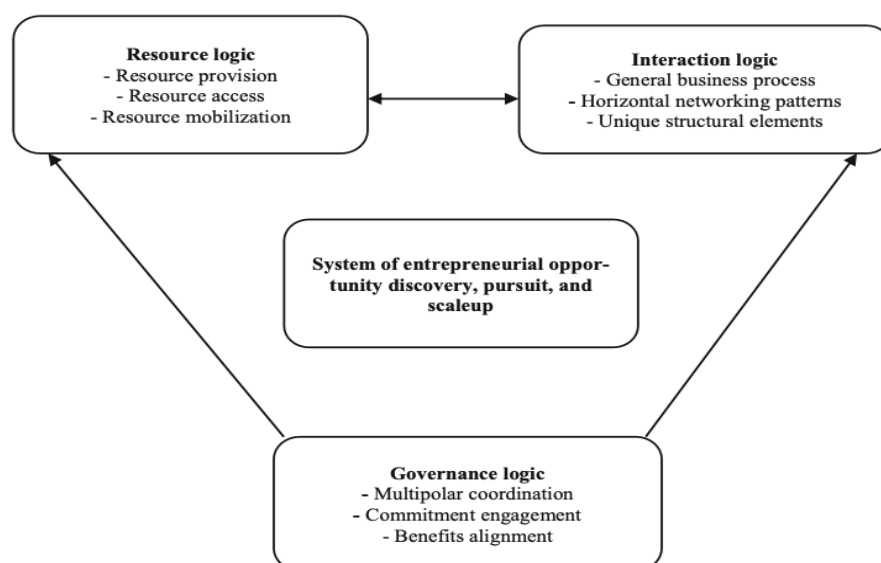 Resource logic
- Resource provision
- Resource access
- Resource mobilization
Interaction logic
- General business process
- Horizontal networking patterns
- Unique structural elements
System of entrepreneurial oppor-
tunity discovery, pursuit, and
scaleup
Governance logic
- Multipolar coordination
- Commitment engagement
- Benefits alignment